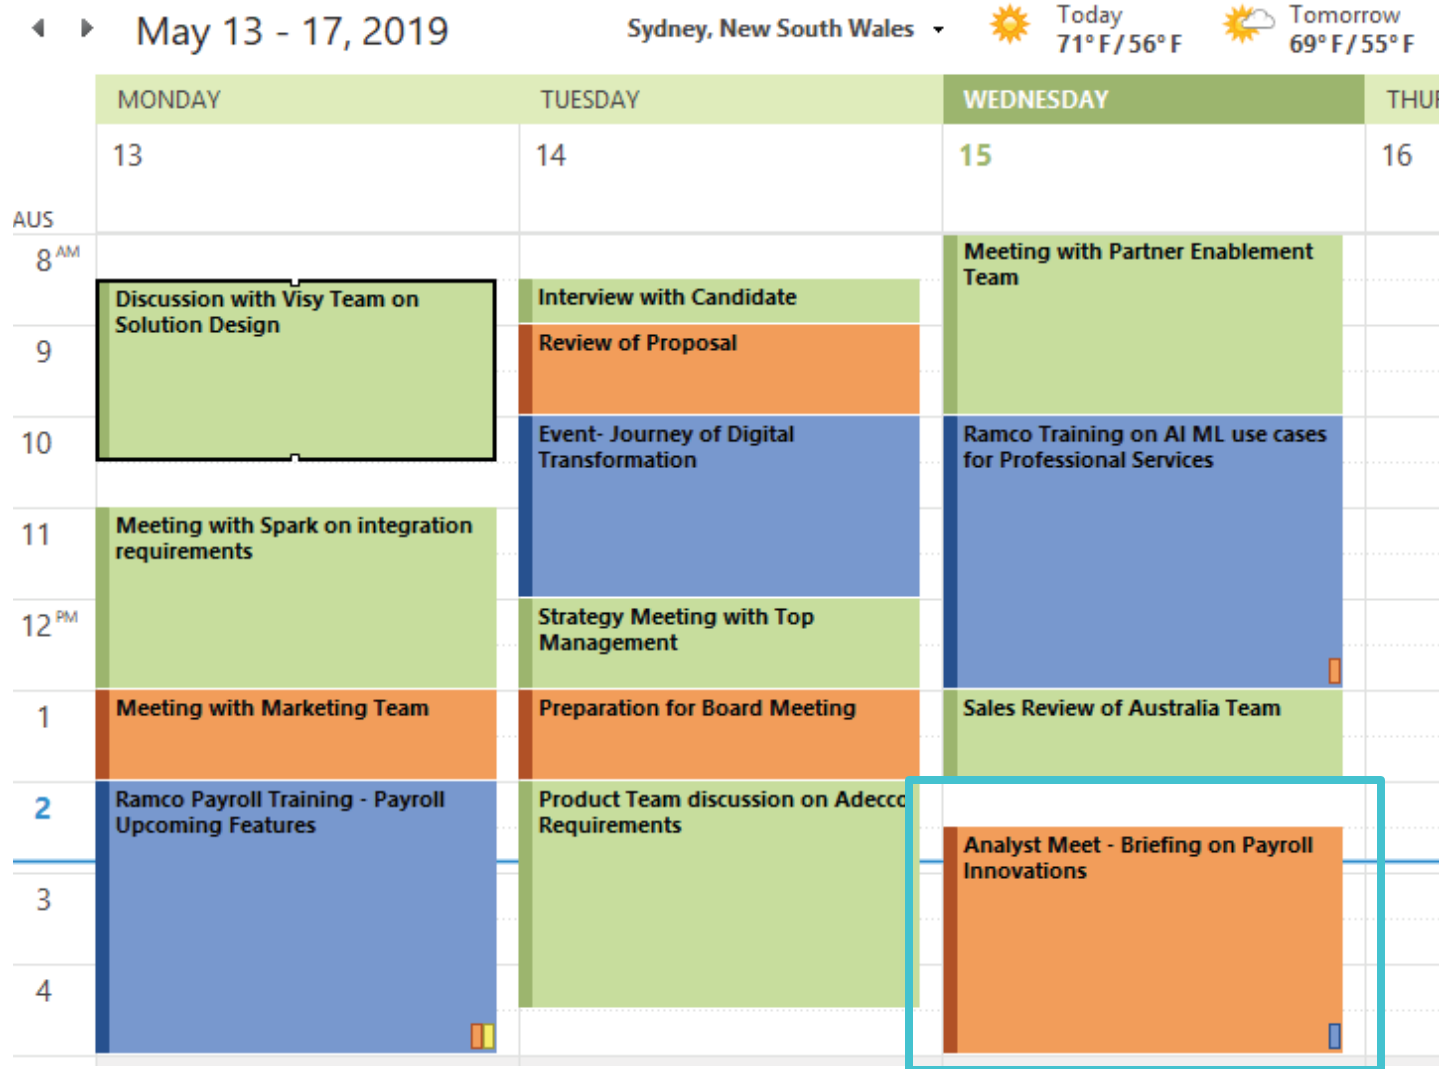 May 13 - 17, 2019
Sydney, New South Wales
Today
71°F/56°F
Tomorrow
69°F/55°F
MONDAY
TUESDAY
WEDNESDAY
THUR
13
14
15
16
AUS
8 AM
9
10
11
12 PM
1
2
3
4
Discussion with Visy Team on
Solution Design
Meeting with Spark on integration
requirements
Meeting with Marketing Team
Ramco Payroll Training - Payroll
Upcoming Features
Interview with Candidate
Review of Proposal
Event- Journey of Digital
Transformation
Strategy Meeting with Top
Management
Preparation for Board Meeting
Product Team discussion on Adecco
Requirements
Meeting with Partner Enablement
Team
Ramco Training on AI ML use cases
for Professional Services
Sales Review of Australia Team
Analyst Meet - Briefing on Payroll
Innovations